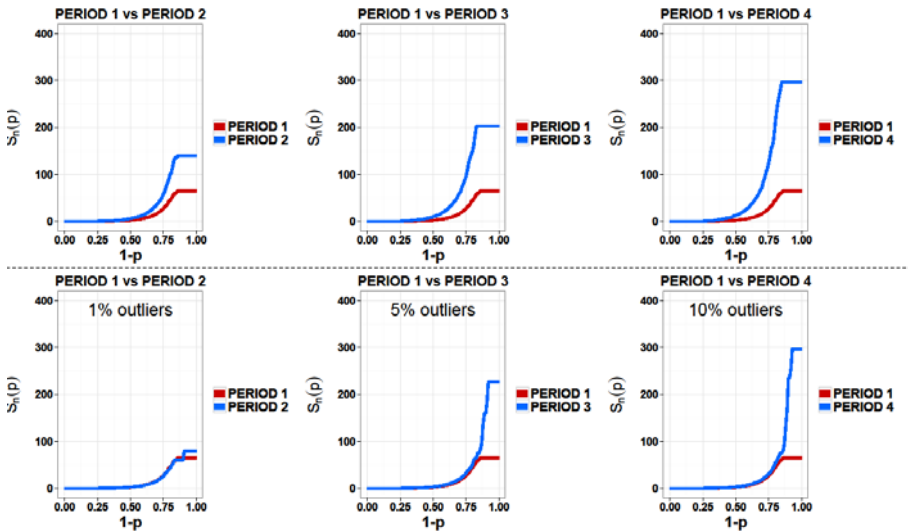 PERIOD 1 vs PERIOD 2
400
300
200
100
0
Sn(p)
0.00 0.25 0.50 0.75 1.00
1-p
PERIOD 1
PERIOD 2
PERIOD 1 vs PERIOD 3
400
300
200
100
0
Sn(p)
0.00 0.25 0.50 0.75 1.00
1-p
PERIOD 1
PERIOD 3
PERIOD 1 vs PERIOD 4
400
300
200
100
0
Sn(p)
0.00 0.25 0.50 0.75 1.00
1-p
PERIOD 1
PERIOD 4
PERIOD 1 vs PERIOD 2
1% outliers
400
300
200
100
0
Sn(p)
0.00 0.25 0.50 0.75 1.00
1-p
PERIOD 1
PERIOD 2
PERIOD 1 vs PERIOD 3
5% outliers
400
300
200
100
0
Sn(p)
0.00 0.25 0.50 0.75 1.00
1-p
PERIOD 1
PERIOD 3
PERIOD 1 vs PERIOD 4
10% outliers
400
300
200
100
0
Sn(p)
0.00 0.25 0.50 0.75 1.00
1-p
PERIOD 1
PERIOD 4